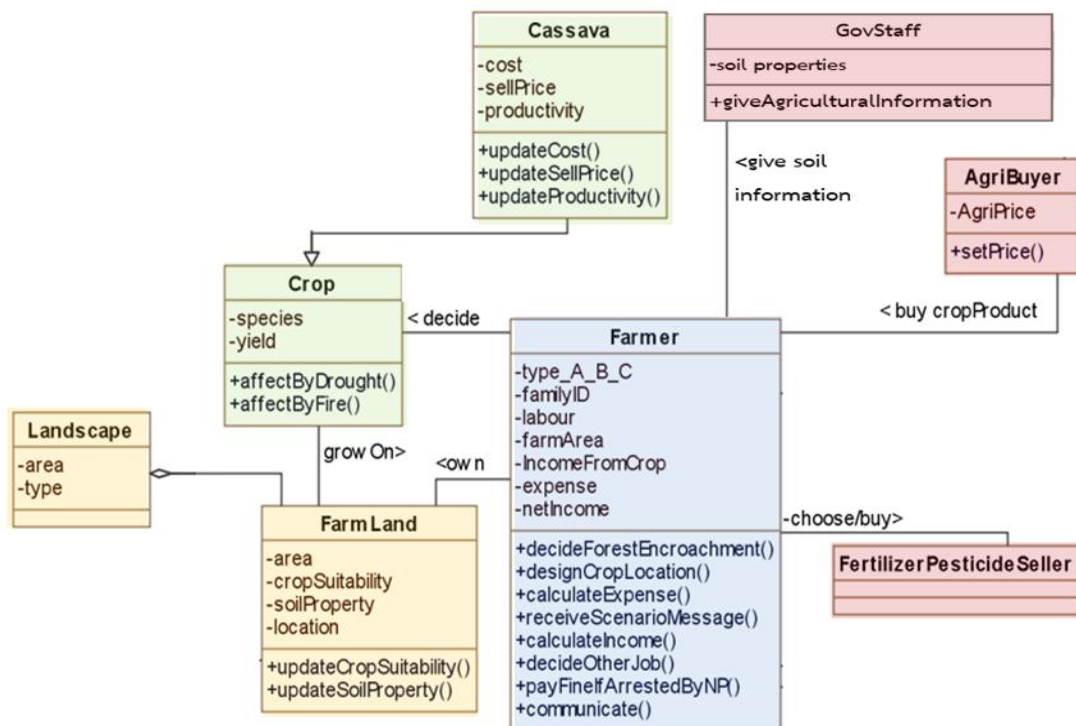 Cassava
-cost
-sellPrice
-productivity
+updateCost()
+updateSellPrice()
+updateProductivity()
GovStaff
-soil properties
+giveAgriculturalInformation
<give soil
information
AgriBuyer
-AgriPrice
+setPrice()
< buy cropProduct
Crop
-species
-yield
+affectByDrought()
+affectByFire()
< decide
Farmer
-type_A_B_C
-familyID
-labour
-farmArea
-IncomeFromCrop
-expense
-netIncome
+decideForestEncroachment()
+designCropLocation()
+calculateExpense()
+receiveScenarioMessage()
+calculateIncome()
+decideOtherJob()
+payFineIfArrestedByNP()
+communicate()
Landscape
-area
-type
grow On>
<own
FarmLand
-area
-cropSuitability
-soilProperty
-location
+updateCropSuitability()
+updateSoilProperty()
-choose/buy>
FertilizerPesticideSeller